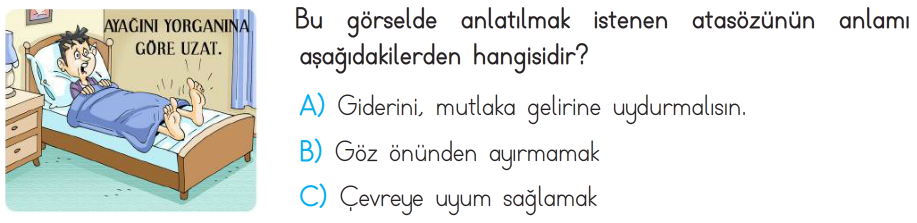 AYAĞINI YORGANINA
GÖRE UZAT.
Bu görselde anlatılmak istenen atasözünün anlamı
aşağıdakilerden hangisidir?
A) Giderini, mutlaka gelirine uydurmalısın.
B) Göz önünden ayırmamak
C) Çevreye uyum sağlamak